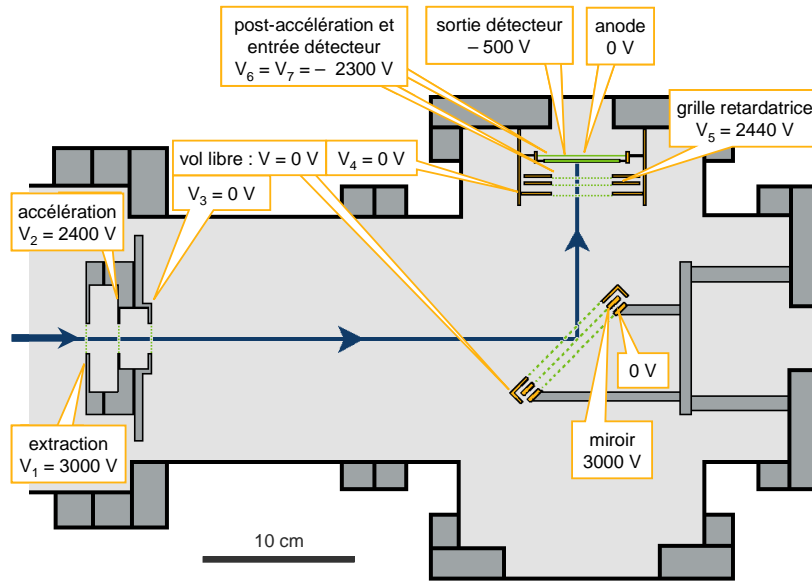 post-accélération et
entrée détecteur
V₆ = V₇ = – 2300 V
sortie détecteur
– 500 V
anode
0 V
grille retardatrice
V₅ = 2440 V
vol libre : V = 0 V
V₄ = 0 V
V₃ = 0 V
accélération
V₂ = 2400 V
extraction
V₁ = 3000 V
0 V
miroir
3000 V
10 cm